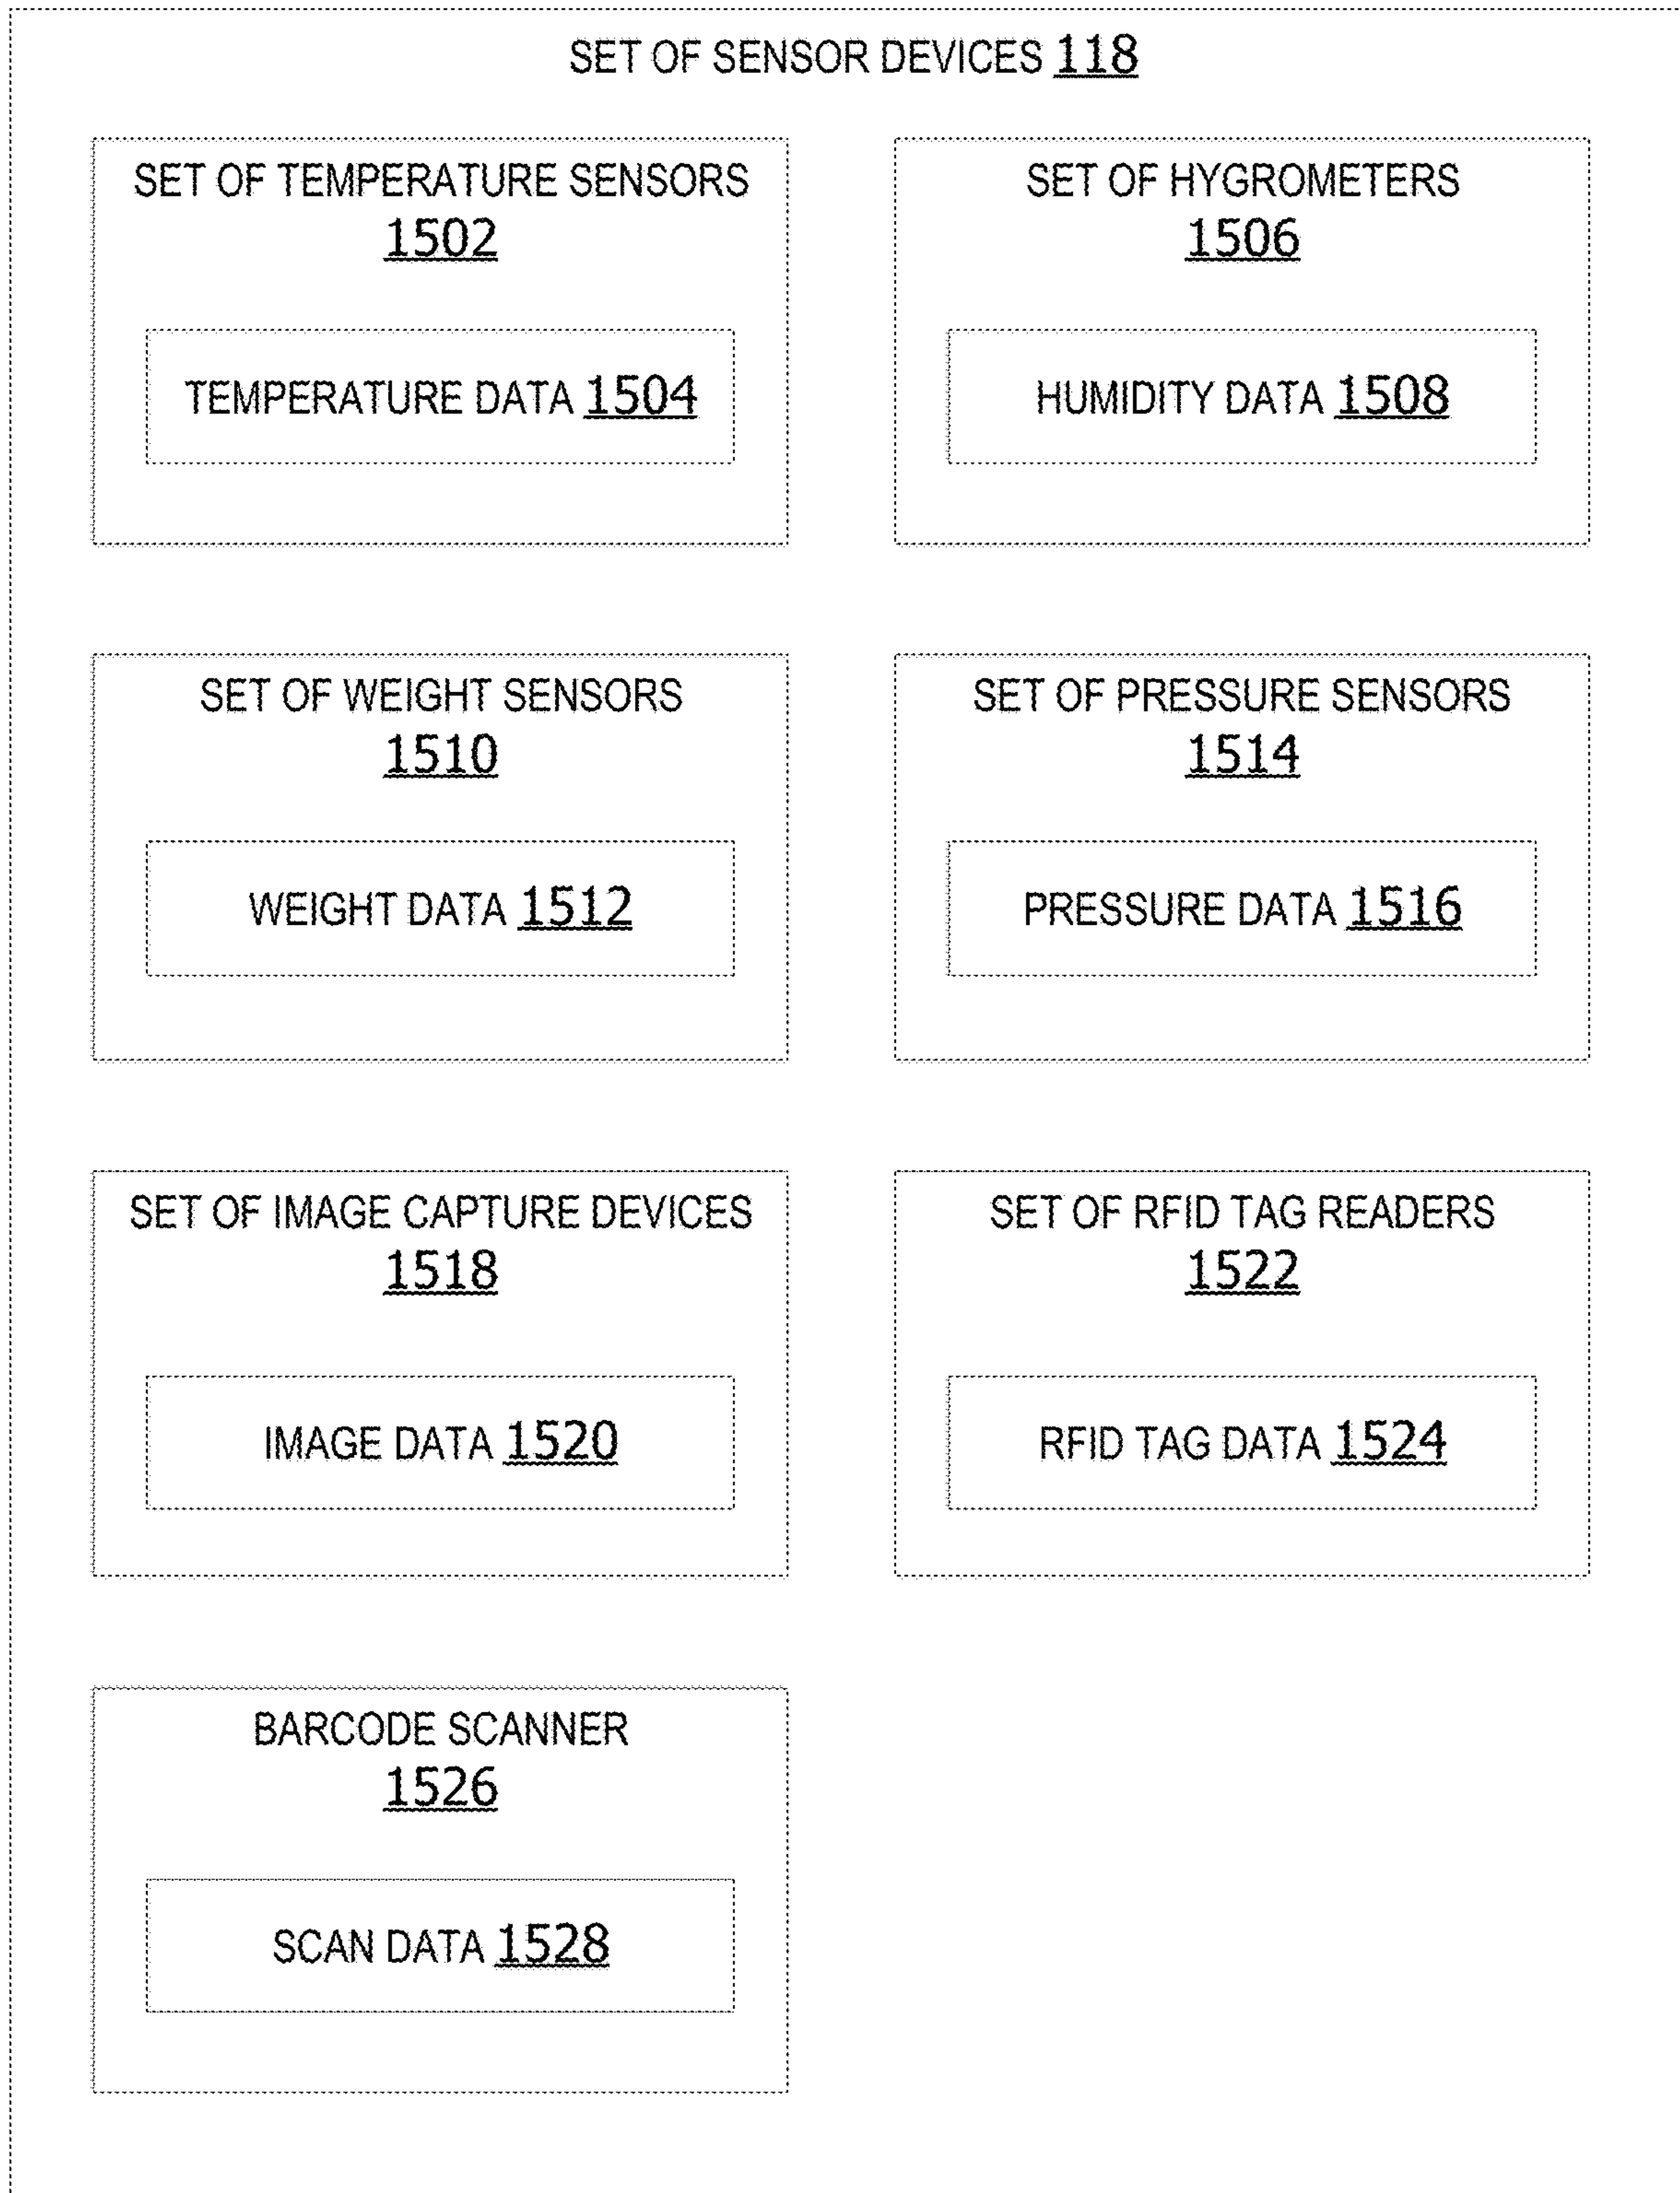 SET OF SENSOR DEVICES 118
SET OF TEMPERATURE SENSORS
1502
TEMPERATURE DATA 1504
SET OF HYGROMETERS
1506
HUMIDITY DATA 1508
SET OF WEIGHT SENSORS
1510
WEIGHT DATA 1512
SET OF PRESSURE SENSORS
1514
PRESSURE DATA 1516
SET OF IMAGE CAPTURE DEVICES
1518
IMAGE DATA 1520
SET OF RFID TAG READERS
1522
RFID TAG DATA 1524
BARCODE SCANNER
1526
SCAN DATA 1528